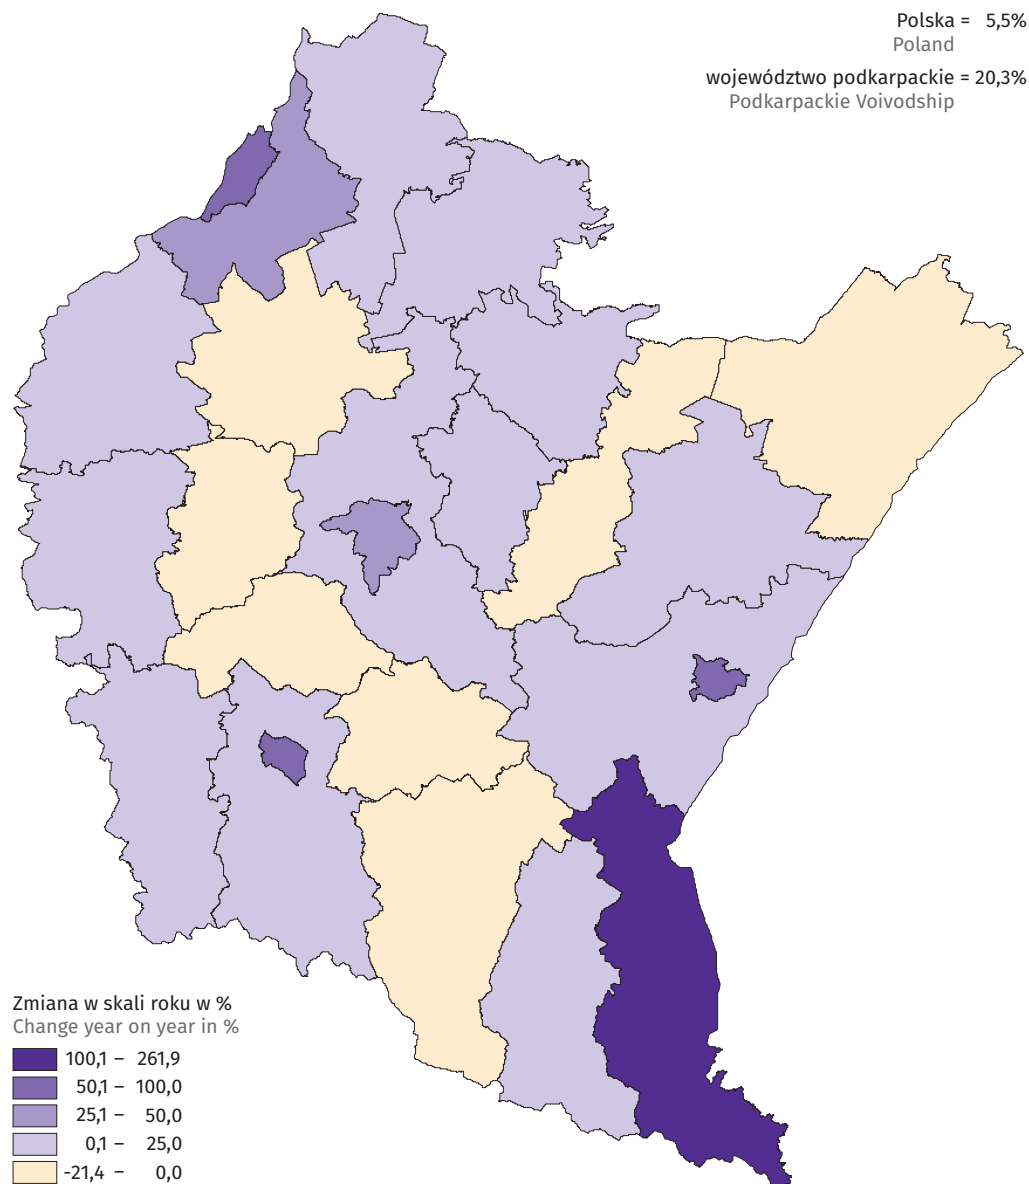 Polska = 5,5%
Poland
województwo podkarpackie = 20,3%
Podkarpackie Voivodship
Zmiana w skali roku w %
Change year on year in %
100,1 – 261,9
50,1 – 100,0
25,1 – 50,0
0,1 – 25,0
-21,4 – 0,0